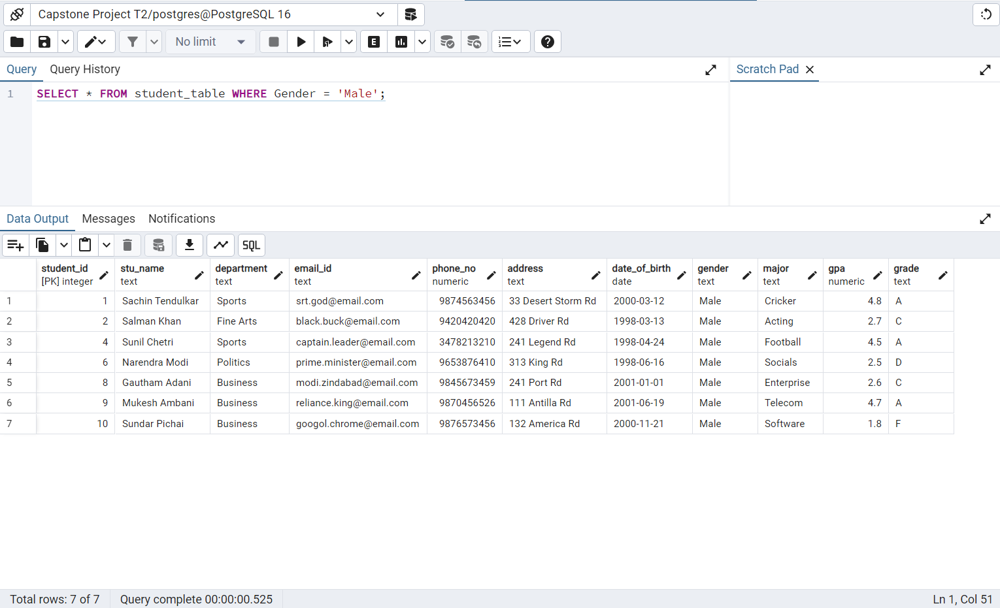 Capstone Project T2/postgres@PostgreSQL 16
No limit
E
Query Query History
Scratch Pad
1 SELECT * FROM student_table WHERE Gender = 'Male';
Data Output Messages Notifications
SQL
student_id stu_name department email_id phone_no address date_of_birth gender major gpa grade
[PK] integer text text text numeric text date text text numeric text
1 1 Sachin Tendulkar Sports srt.god@email.com 9874563456 33 Desert Storm Rd 2000-03-12 Male Cricker 4.8 A
2 2 Salman Khan Fine Arts black.buck@email.com 9420420420 428 Driver Rd 1998-03-13 Male Acting 2.7 C
3 4 Sunil Chetri Sports captain.leader@email.com 3478213210 241 Legend Rd 1998-04-24 Male Football 4.5 A
4 6 Narendra Modi Politics prime.minister@email.com 9653876410 313 King Rd 1998-06-16 Male Socials 2.5 D
5 8 Gautham Adani Business modi.zindabad@email.com 9845673459 241 Port Rd 2001-01-01 Male Enterprise 2.6 C
6 9 Mukesh Ambani Business reliance.king@email.com 9870456526 111 Antilla Rd 2001-06-19 Male Telecom 4.7 A
7 10 Sundar Pichai Business googol.chrome@email.com 9876573456 132 America Rd 2000-11-21 Male Software 1.8 F
Total rows: 7 of 7 Query complete 00:00:00.525 Ln 1, Col 51